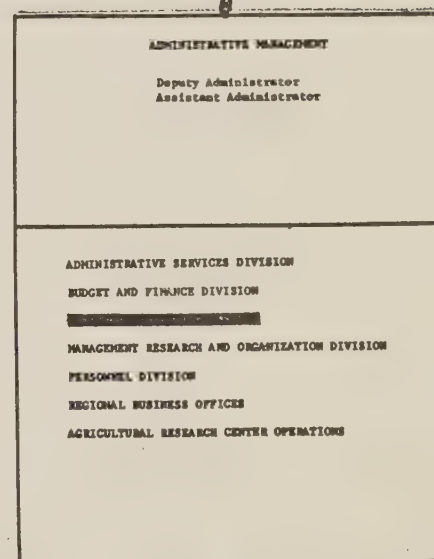 ADMINISTRATIVE MANAGEMENT
Deputy Administrator
Assistant Administrator
ADMINISTRATIVE SERVICES DIVISION
BUDGET AND FINANCE DIVISION
MANAGEMENT RESEARCH AND ORGANIZATION DIVISION
PERSONNEL DIVISION
REGIONAL BUSINESS OFFICES
AGRICULTURAL RESEARCH CENTER OPERATIONS